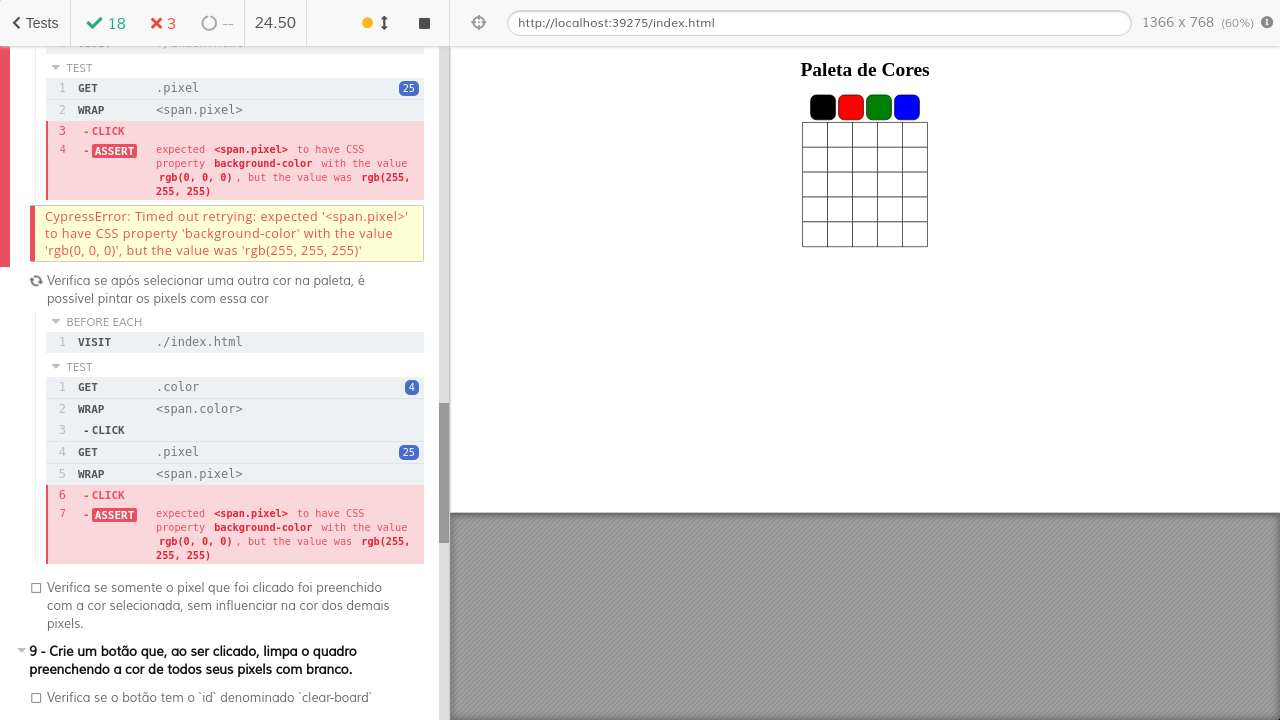 Tests
18
3
--
24.50
http://localhost:39275/index.html
1366 x 768 (60%)
TEST
1 GET .pixel 25
2 WRAP <span.pixel>
3 - CLICK
4 - ASSERT expected <span.pixel> to have CSS
property background-color with the value
rgb(0, 0, 0), but the value was rgb(255,
255, 255)
CypressError: Timed out retrying: expected '<span.pixel>'
to have CSS property 'background-color' with the value
'rgb(0, 0, 0)', but the value was 'rgb(255, 255, 255)'
Verifica se após selecionar uma outra cor na paleta, é
possível pintar os pixels com essa cor
BEFORE EACH
1 VISIT ./index.html
TEST
1 GET .color 4
2 WRAP <span.color>
3 - CLICK
4 GET .pixel 25
5 WRAP <span.pixel>
6 - CLICK
7 - ASSERT expected <span.pixel> to have CSS
property background-color with the value
rgb(0, 0, 0), but the value was rgb(255,
255, 255)
Verifica se somente o pixel que foi clicado foi preenchido
com a cor selecionada, sem influenciar na cor dos demais
pixels.
9 - Crie um botão que, ao ser clicado, limpa o quadro
preenchendo a cor de todos seus pixels com branco.
Verifica se o botão tem o `id` denominado `clear-board`
Paleta de Cores